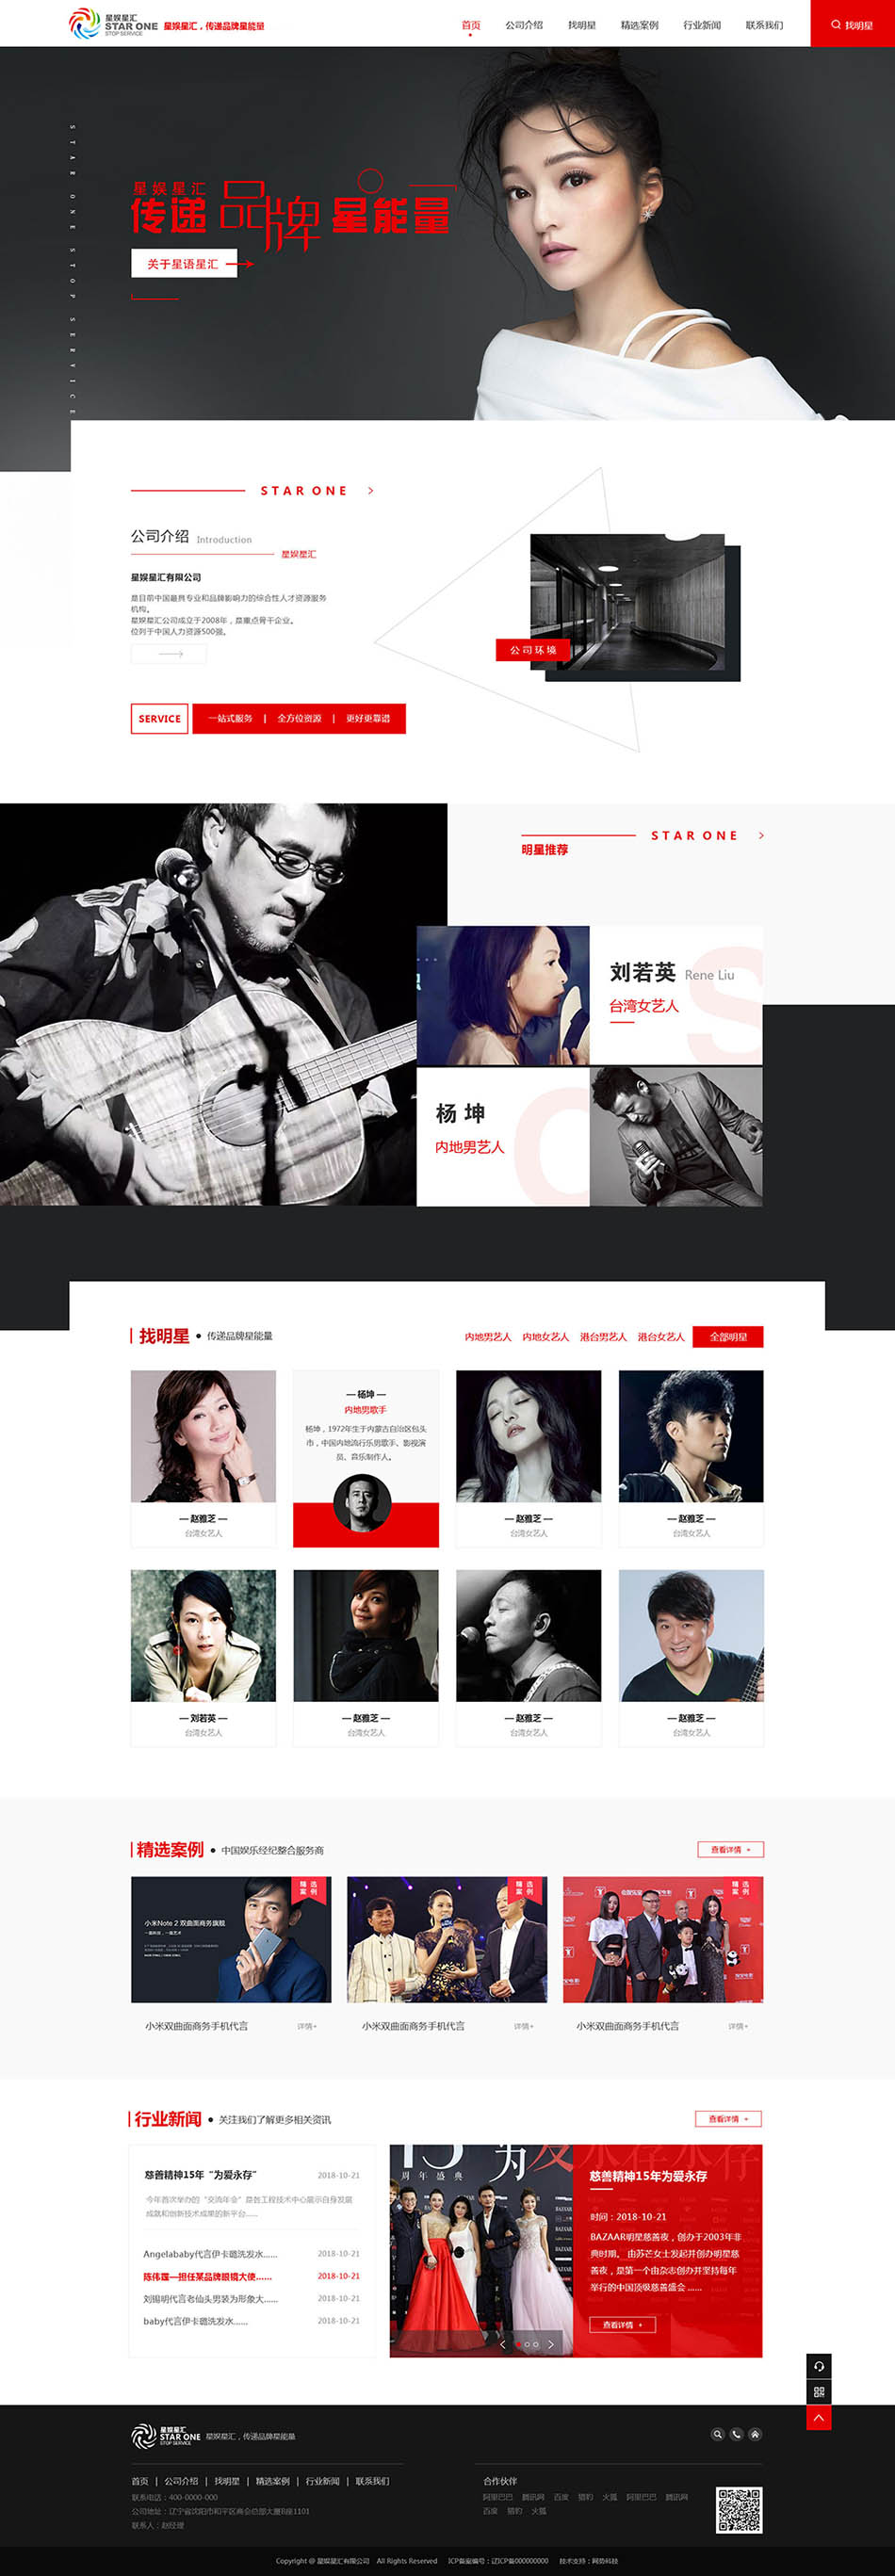 星娱星汇
STAR ONE
STOP SERVICE
星娱星汇，传递品牌星能量
首页
公司介绍
找明星
精选案例
行业新闻
联系我们
找明星
STAR ONE STOP SERVICE
星娱星汇
传递品牌星能量
关于星语星汇
STAR ONE
公司介绍 Introduction
星娱星汇
星娱星汇有限公司
是目前中国最具专业和品牌影响力的综合性人才资源服务
机构。
星娱星汇公司成立于2008年，是重点骨干企业。
位列于中国人力资源500强。
公司环境
SERVICE
一站式服务 | 全方位资源 | 更好更靠谱
STAR ONE
明星推荐
刘若英 Rene Liu
台湾女艺人
S
杨坤
内地男艺人
找明星 • 传递品牌星能量
内地男艺人 内地女艺人 港台男艺人 港台女艺人 全部明星
— 赵雅芝 —
台湾女艺人
— 杨坤 —
内地男歌手
杨坤，1972年生于内蒙古自治区包头
市，中国内地流行乐男歌手、影视演
员、音乐制作人。
— 赵雅芝 —
台湾女艺人
— 赵雅芝 —
台湾女艺人
— 刘若英 —
台湾女艺人
— 赵雅芝 —
台湾女艺人
— 赵雅芝 —
台湾女艺人
— 赵雅芝 —
台湾女艺人
精选案例 • 中国娱乐经纪整合服务商
查看详情 +
精选案例
小米Note 2 双曲面商务旗舰
小米双曲面商务手机代言 详情+
精选案例
小米双曲面商务手机代言 详情+
精选案例
小米双曲面商务手机代言 详情+
行业新闻 • 关注我们了解更多相关资讯
查看详情 +
慈善精神15年“为爱永存” 2018-10-21
今年首次举办的“交流年会”是各工程技术中心展示自身发展
成就和创新技术成果的新平台......
Angelababy代言伊卡璐洗发水...... 2018-10-21
陈伟霆—担任某品牌眼镜大使...... 2018-10-21
刘锡明代言老仙头男装为形象大...... 2018-10-21
baby代言伊卡璐洗发水...... 2018-10-21
周年盛典
慈善精神15年为爱永存
时间：2018-10-21
BAZAAR明星慈善夜，创办于2003年非
典时期。由苏芒女士发起并创办明星慈
善夜，是第一个由杂志创办并坚持每年
举行的中国顶级慈善盛会 ......
查看详情 +
星娱星汇
STAR ONE
STOP SERVICE
星娱星汇，传递品牌星能量
首页 | 公司介绍 | 找明星 | 精选案例 | 行业新闻 | 联系我们
联系电话：400-0000-000
公司地址：辽宁省沈阳市和平区商会总部大厦B座1101
联系人：赵经理
合作伙伴
阿里巴巴 腾讯网 百度 猎豹 火狐 阿里巴巴 腾讯网
百度 猎豹 火狐
Copyright @ 星娱星汇有限公司 All Rights Reserved ICP备案编号：辽ICP备000000000 技术支持：网势科技